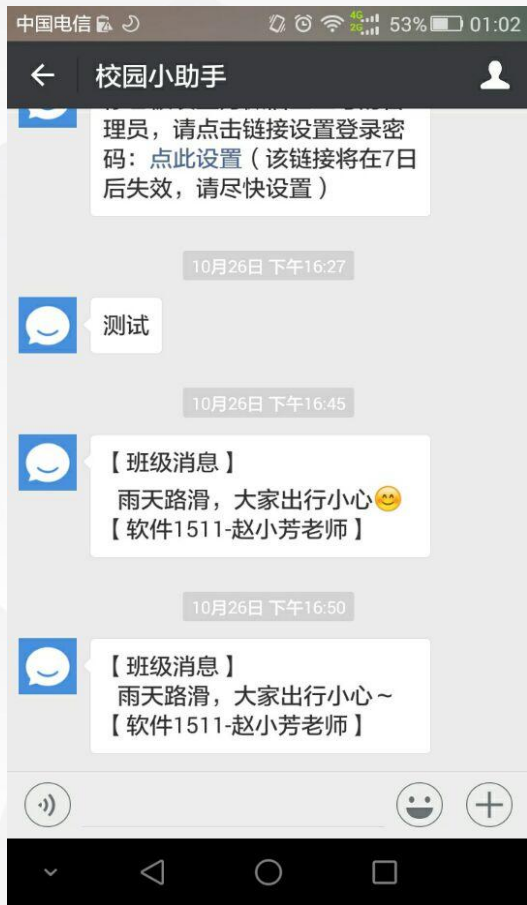 中国电信 4G 2G 53% 01:02
校园小助手
理员，请点击链接设置登录密
码：点此设置（该链接将在7日
后失效，请尽快设置）
10月26日 下午16:27
测试
10月26日 下午16:45
【班级消息】
雨天路滑，大家出行小心😊
【软件1511-赵小芳老师】
10月26日 下午16:50
【班级消息】
雨天路滑，大家出行小心~
【软件1511-赵小芳老师】